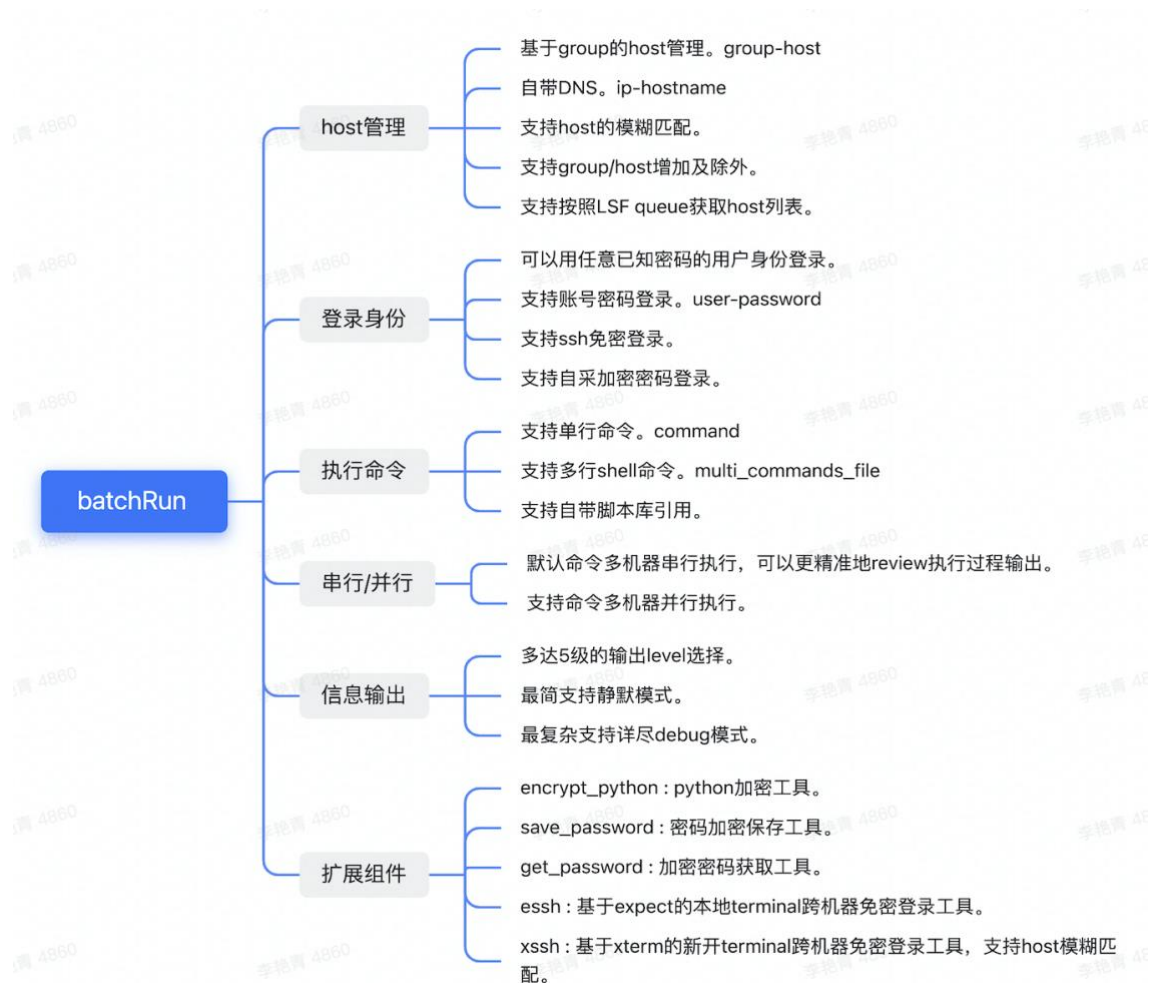 基于group的host管理。group-host
自带DNS。ip-hostname
host管理
支持host的模糊匹配。
支持group/host增加及除外。
支持按照LSF queue获取host列表。
可以用任意已知密码的用户身份登录。
登录身份
支持账号密码登录。user-password
支持ssh免密登录。
支持自采加密密码登录。
支持单行命令。command
执行命令
支持多行shell命令。multi_commands_file
batchRun
支持自带脚本库引用。
默认命令多机器串行执行，可以更精准地review执行过程输出。
串行/并行
支持命令多机器并行执行。
多达5级的输出level选择。
信息输出
最简支持静默模式。
最复杂支持详尽debug模式。
encrypt_python : python加密工具。
save_password : 密码加密保存工具。
扩展组件
get_password : 加密密码获取工具。
essh : 基于expect的本地terminal跨机器免密登录工具。
xssh : 基于xterm的新开terminal跨机器免密登录工具，支持host模糊匹
配。
李艳青 4860